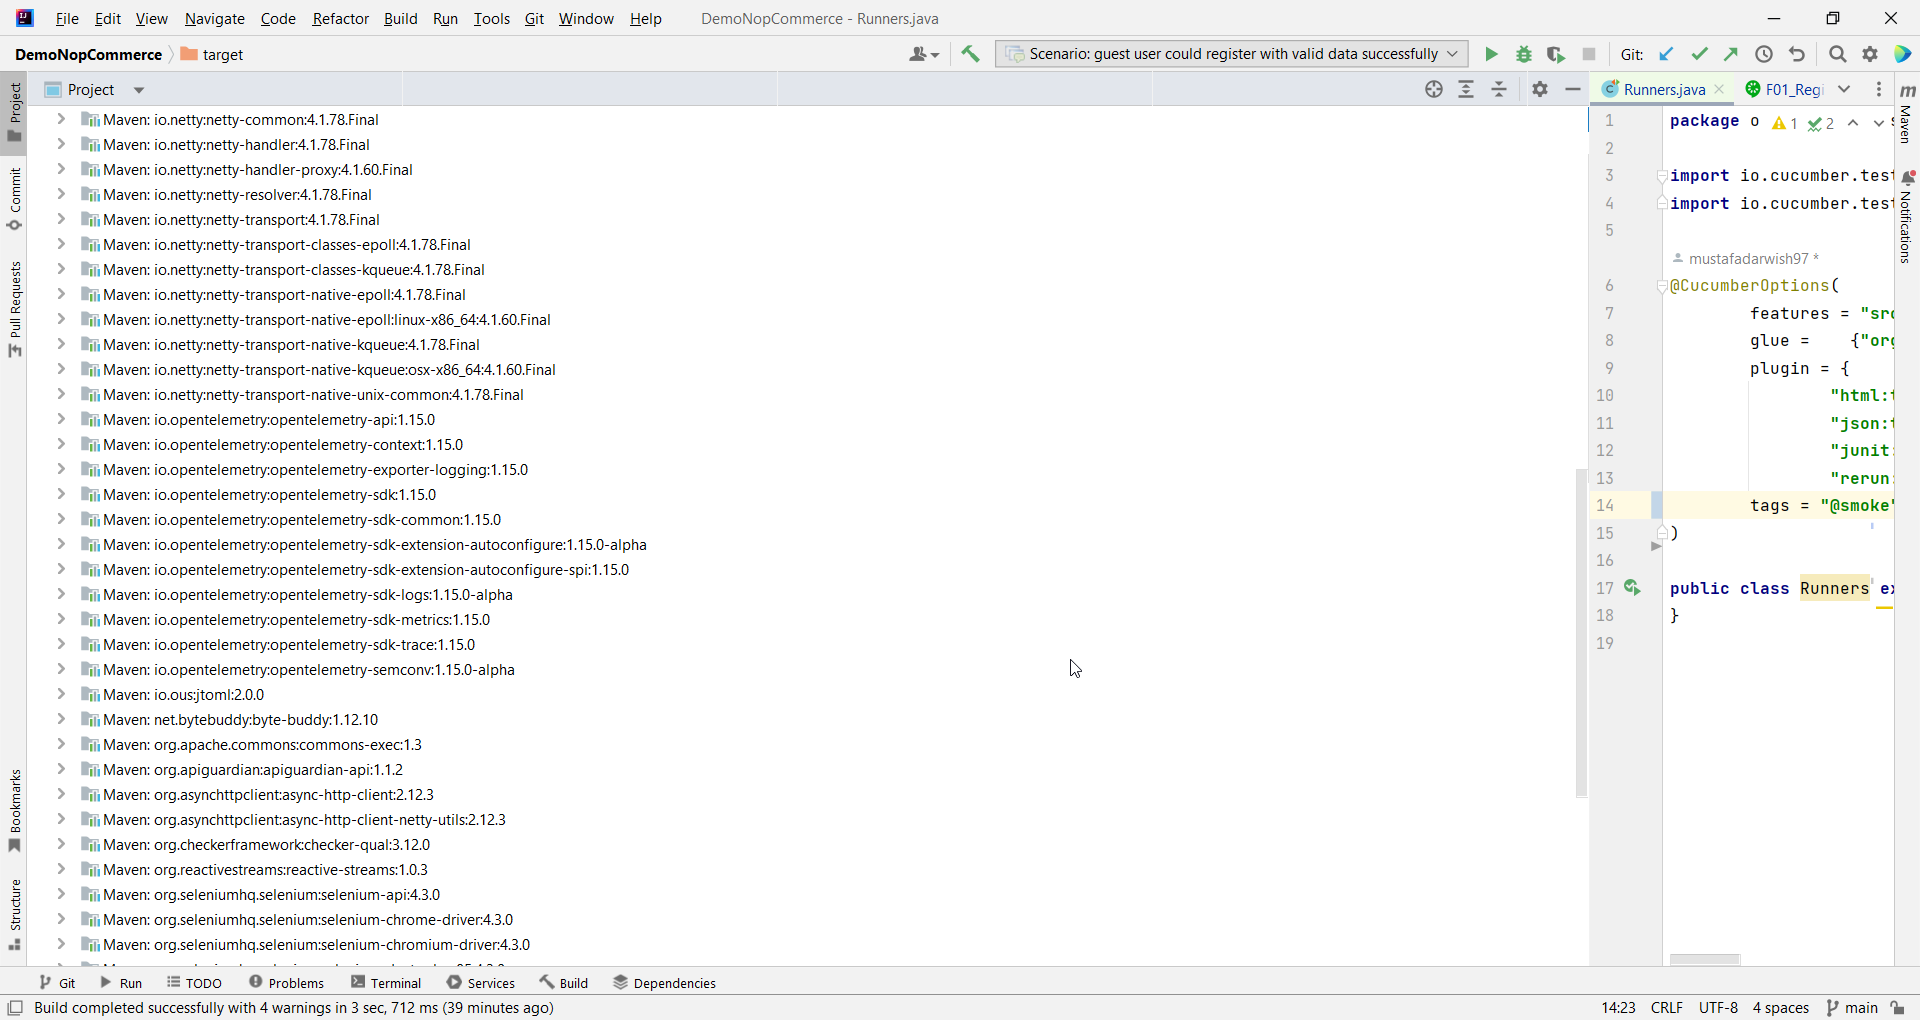 File Edit View Navigate Code Refactor Build Run Tools Git Window Help DemoNopCommerce - Runners.java
DemoNopCommerce target Scenario: guest user could register with valid data successfully Git:
Project
Runners.java F01_Regi
Project
Commit
Pull Requests
Bookmarks
Structure
Maven: io.netty:netty-common:4.1.78.Final
Maven: io.netty:netty-handler:4.1.78.Final
Maven: io.netty:netty-handler-proxy:4.1.60.Final
Maven: io.netty:netty-resolver:4.1.78.Final
Maven: io.netty:netty-transport:4.1.78.Final
Maven: io.netty:netty-transport-classes-epoll:4.1.78.Final
Maven: io.netty:netty-transport-classes-kqueue:4.1.78.Final
Maven: io.netty:netty-transport-native-epoll:4.1.78.Final
Maven: io.netty:netty-transport-native-epoll:linux-x86_64:4.1.60.Final
Maven: io.netty:netty-transport-native-kqueue:4.1.78.Final
Maven: io.netty:netty-transport-native-kqueue:osx-x86_64:4.1.60.Final
Maven: io.netty:netty-transport-native-unix-common:4.1.78.Final
Maven: io.opentelemetry:opentelemetry-api:1.15.0
Maven: io.opentelemetry:opentelemetry-context:1.15.0
Maven: io.opentelemetry:opentelemetry-exporter-logging:1.15.0
Maven: io.opentelemetry:opentelemetry-sdk:1.15.0
Maven: io.opentelemetry:opentelemetry-sdk-common:1.15.0
Maven: io.opentelemetry:opentelemetry-sdk-extension-autoconfigure:1.15.0-alpha
Maven: io.opentelemetry:opentelemetry-sdk-extension-autoconfigure-spi:1.15.0
Maven: io.opentelemetry:opentelemetry-sdk-logs:1.15.0-alpha
Maven: io.opentelemetry:opentelemetry-sdk-metrics:1.15.0
Maven: io.opentelemetry:opentelemetry-sdk-trace:1.15.0
Maven: io.opentelemetry:opentelemetry-semconv:1.15.0-alpha
Maven: io.ous:jtoml:2.0.0
Maven: net.bytebuddy:byte-buddy:1.12.10
Maven: org.apache.commons:commons-exec:1.3
Maven: org.apiguardian:apiguardian-api:1.1.2
Maven: org.asynchttpclient:async-http-client:2.12.3
Maven: org.asynchttpclient:async-http-client-netty-utils:2.12.3
Maven: org.checkerframework:checker-qual:3.12.0
Maven: org.reactivestreams:reactive-streams:1.0.3
Maven: org.seleniumhq.selenium:selenium-api:4.3.0
Maven: org.seleniumhq.selenium:selenium-chrome-driver:4.3.0
Maven: org.seleniumhq.selenium:selenium-chromium-driver:4.3.0
1 package o 1 2
2
3 import io.cucumber.test
4 import io.cucumber.test
5
mustafadarwish97 *
6 @CucumberOptions(
7 features = "src
8 glue = {"org
9 plugin = {
10 "html:t
11 "json:t
12 "junit:
13 "rerun:
14 tags = "@smoke"
15 )
16
17 public class Runners ex
18 }
19
Maven
Notifications
Git Run TODO Problems Terminal Services Build Dependencies
Build completed successfully with 4 warnings in 3 sec, 712 ms (39 minutes ago) 14:23 CRLF UTF-8 4 spaces main